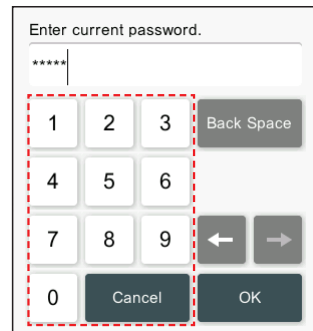 Enter current password.
*****
1 2 3 Back Space
4 5 6
7 8 9 ← →
0 Cancel OK